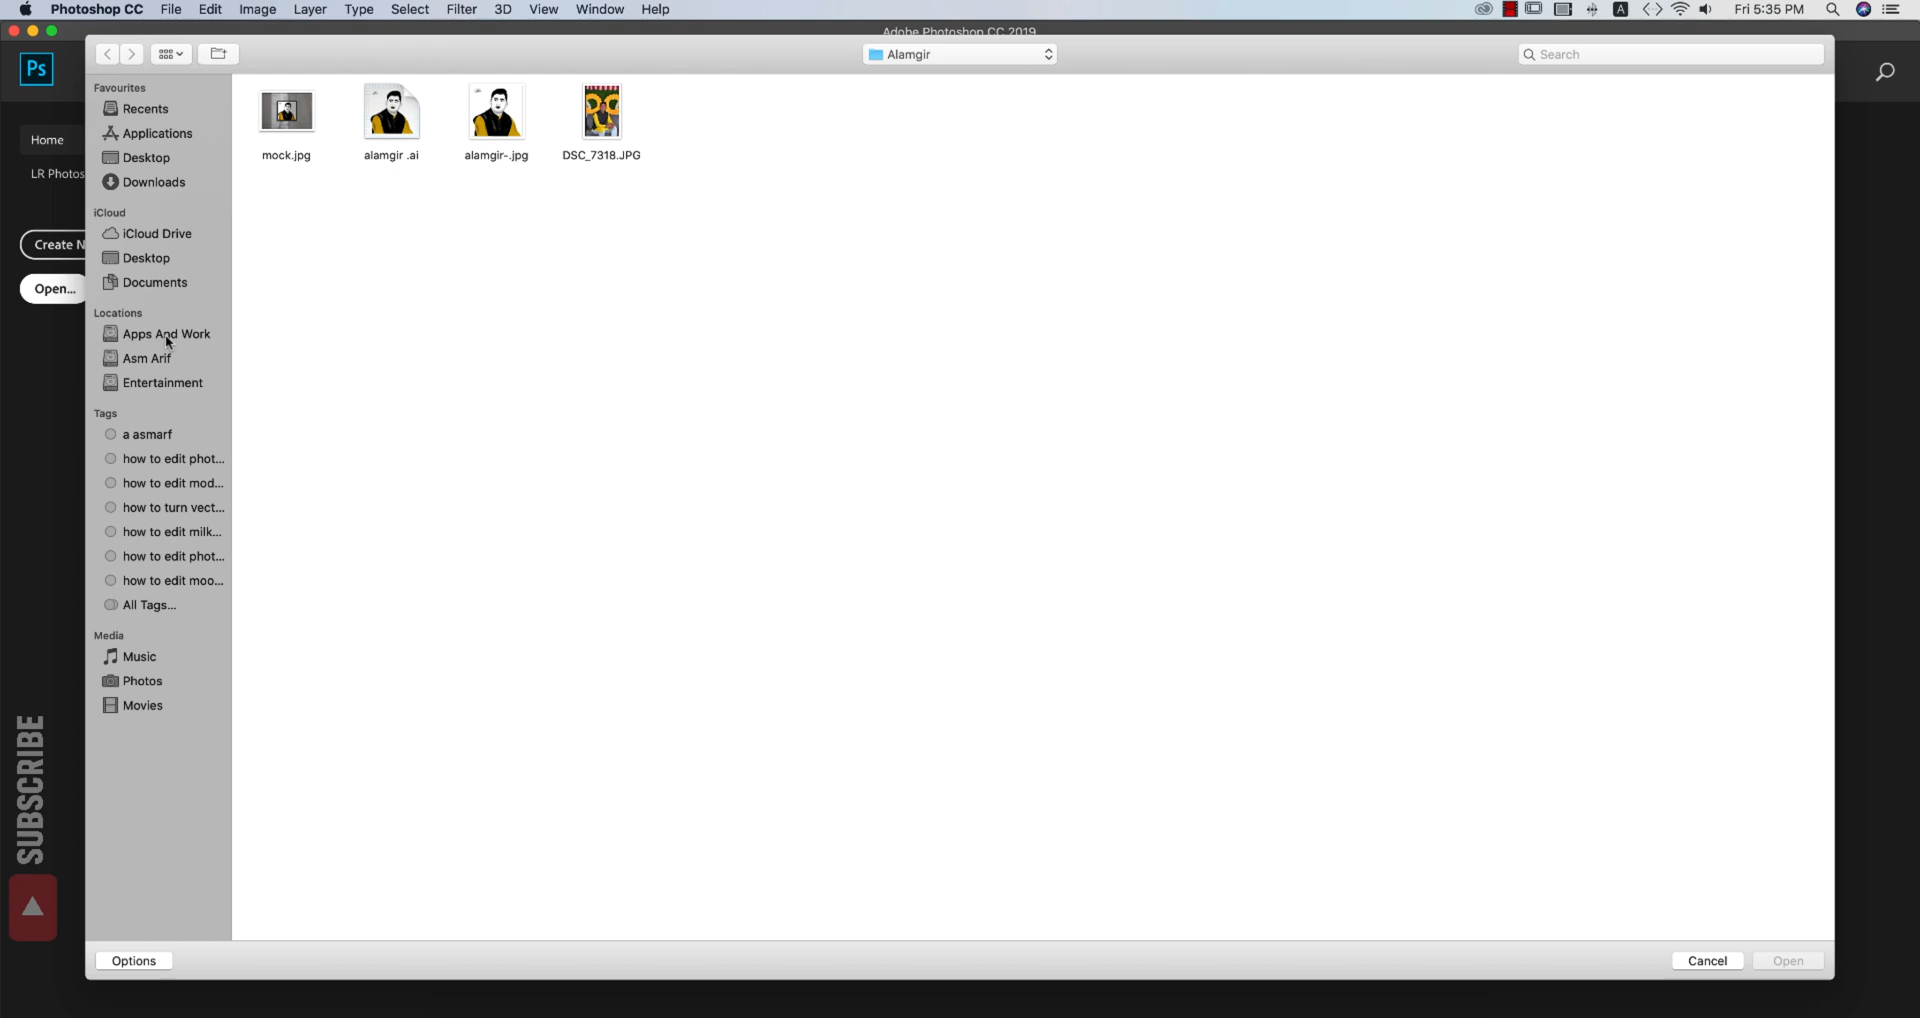 Photoshop CC File Edit Image Layer Type Select Filter 3D View Window Help A Fri 5:35 PM
Adobe Photoshop CC 2019
Ps
Alamgir
Search
Home
LR Photos
Create N
Open...
Favourites
Recents
Applications
Desktop
Downloads
iCloud
iCloud Drive
Desktop
Documents
Locations
Apps And Work
Asm Arif
Entertainment
Tags
a asmarf
how to edit phot...
how to edit mod...
how to turn vect...
how to edit milk...
how to edit phot...
how to edit moo...
All Tags...
Media
Music
Photos
Movies
mock.jpg
alamgir .ai
alamgir-.jpg
DSC_7318.JPG
SUBSCRIBE
Options
Cancel
Open